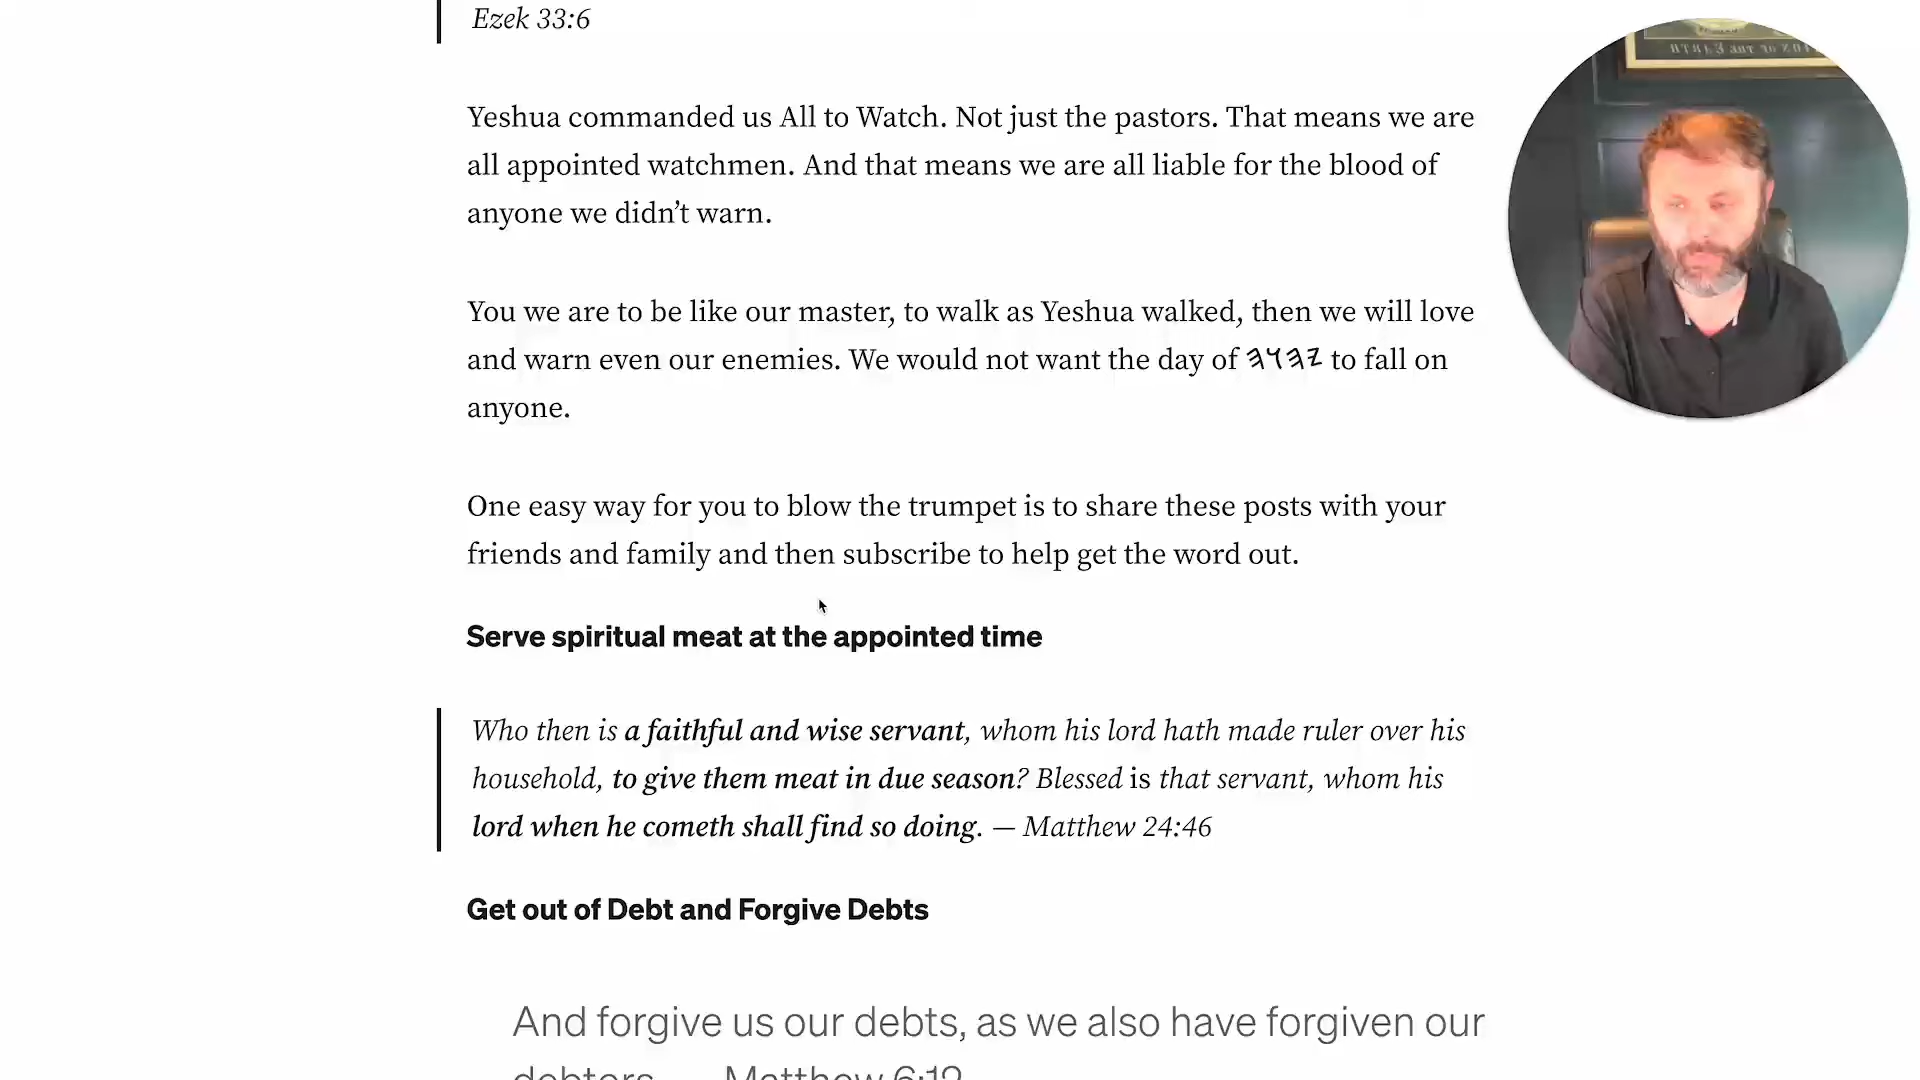 Ezek 33:6
Yeshua commanded us All to Watch. Not just the pastors. That means we are
all appointed watchmen. And that means we are all liable for the blood of
anyone we didn’t warn.
You we are to be like our master, to walk as Yeshua walked, then we will love
and warn even our enemies. We would not want the day of 𐤉𐤄𐤅𐤄 to fall on
anyone.
One easy way for you to blow the trumpet is to share these posts with your
friends and family and then subscribe to help get the word out.
Serve spiritual meat at the appointed time
Who then is a faithful and wise servant, whom his lord hath made ruler over his
household, to give them meat in due season? Blessed is that servant, whom his
lord when he cometh shall find so doing. — Matthew 24:46
Get out of Debt and Forgive Debts
And forgive us our debts, as we also have forgiven our
debtors. — Matthew 6:12